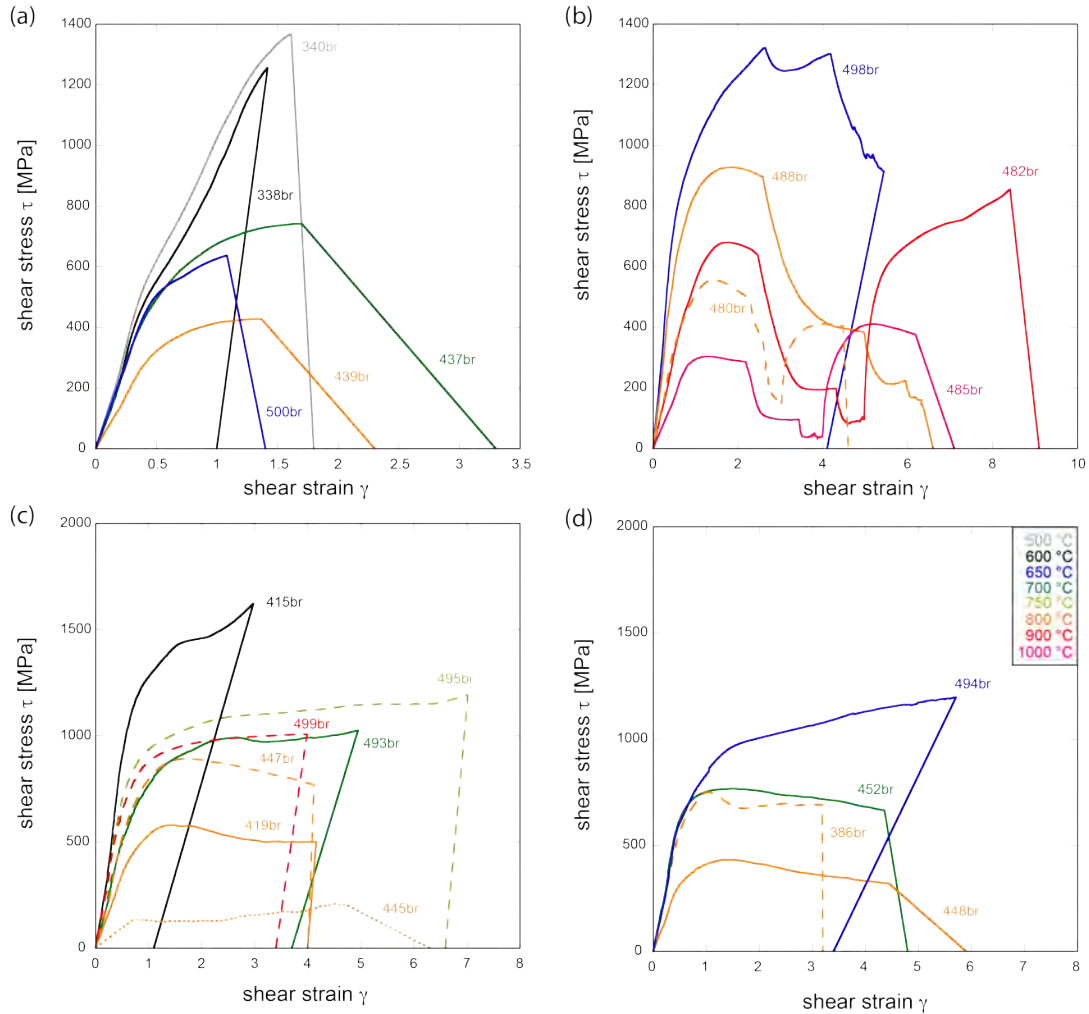 (a)
1400
1200
1000
800
600
400
200
0
shear stress τ [MPa]
340br
338br
437br
439br
500br
0 0.5 1 1.5 2 2.5 3 3.5
shear strain γ
(b)
1400
1200
1000
800
600
400
200
0
shear stress τ [MPa]
498br
488br
482br
480br
485br
0 2 4 6 8 10
shear strain γ
(c)
2000
1500
1000
500
0
shear stress τ [MPa]
415br
495br
499br
493br
447br
419br
445br
0 1 2 3 4 5 6 7 8
shear strain γ
(d)
2000
1500
1000
500
0
shear stress τ [MPa]
500 °C
600 °C
650 °C
700 °C
750 °C
800 °C
900 °C
1000 °C
494br
452br
386br
448br
0 1 2 3 4 5 6 7 8
shear strain γ